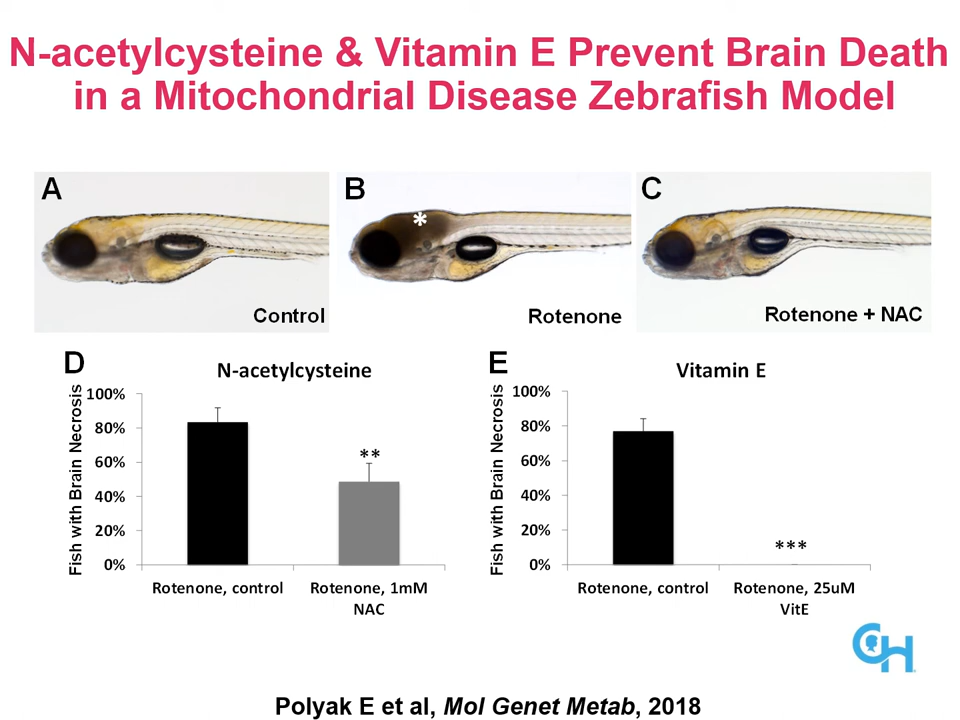 N-acetylcysteine & Vitamin E Prevent Brain Death
in a Mitochondrial Disease Zebrafish Model
A
Control
B
*
Rotenone
C
Rotenone + NAC
D
N-acetylcysteine
Fish with Brain Necrosis
100%
80%
60%
40%
20%
0%
**
Rotenone, control
Rotenone, 1mM
NAC
E
Vitamin E
Fish with Brain Necrosis
100%
80%
60%
40%
20%
0%
***
Rotenone, control
Rotenone, 25uM
VitE
CH
Polyak E et al, Mol Genet Metab, 2018